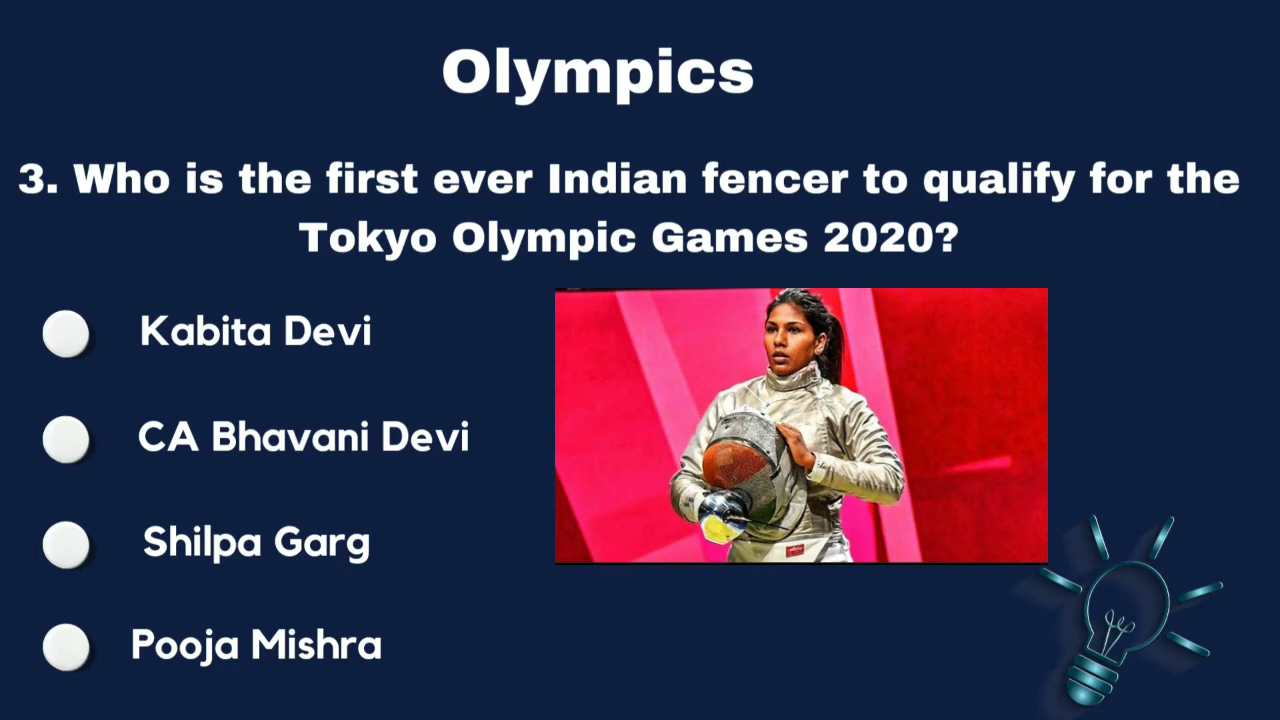 Olympics
3. Who is the first ever Indian fencer to qualify for the
Tokyo Olympic Games 2020?
Kabita Devi
CA Bhavani Devi
Shilpa Garg
Pooja Mishra